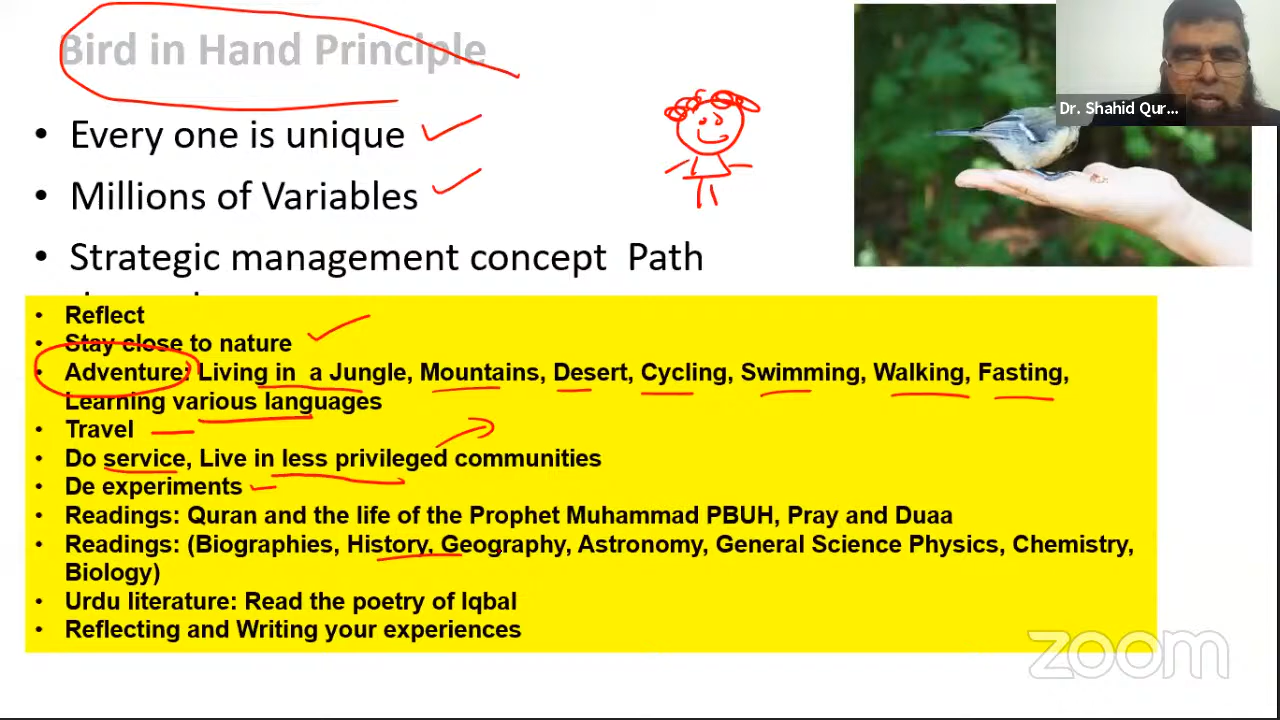 Bird in Hand Principle
• Every one is unique
• Millions of Variables
• Strategic management concept Path
• Reflect
• Stay close to nature
• Adventure: Living in a Jungle, Mountains, Desert, Cycling, Swimming, Walking, Fasting,
Learning various languages
• Travel
• Do service, Live in less privileged communities
• De experiments
• Readings: Quran and the life of the Prophet Muhammad PBUH, Pray and Duaa
• Readings: (Biographies, History, Geography, Astronomy, General Science Physics, Chemistry,
Biology)
• Urdu literature: Read the poetry of Iqbal
• Reflecting and Writing your experiences
Dr. Shahid Qur...
zoom